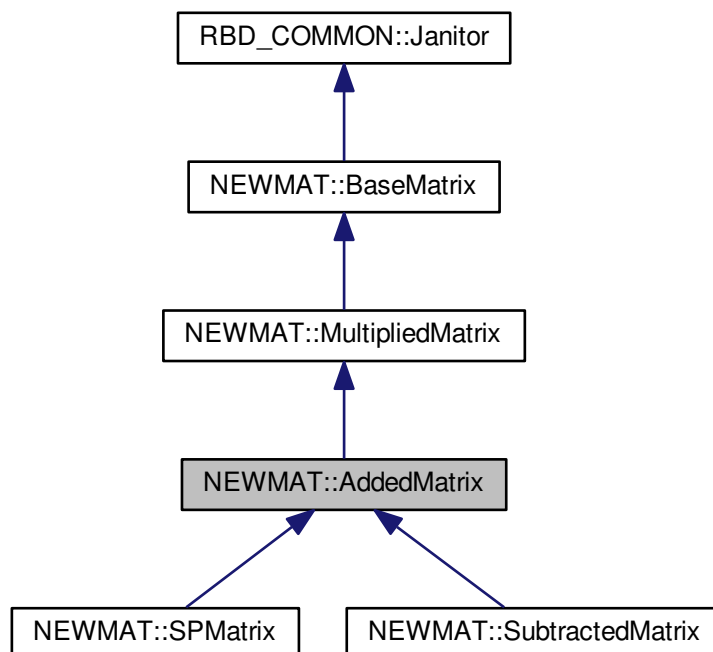 RBD_COMMON::Janitor
NEWMAT::BaseMatrix
NEWMAT::MultipliedMatrix
NEWMAT::AddedMatrix
NEWMAT::SPMatrix
NEWMAT::SubtractedMatrix